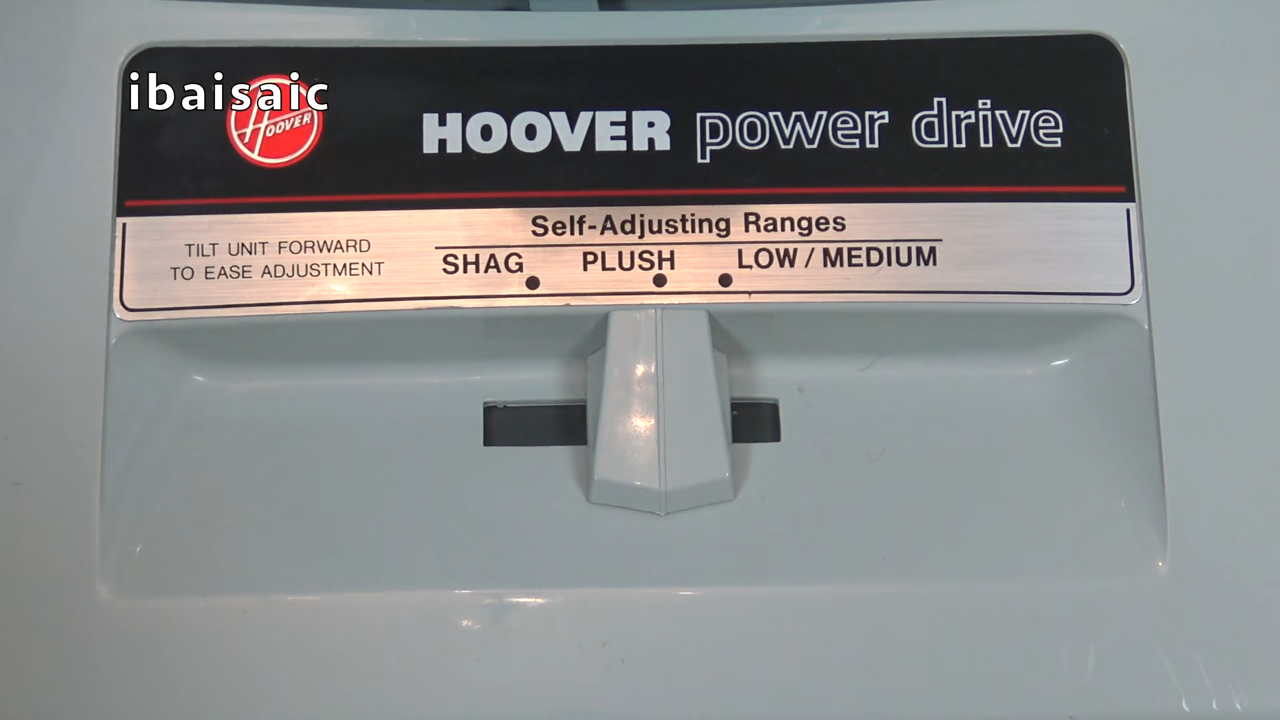 ibaisaic
HOOVER
HOOVER power drive
Self-Adjusting Ranges
TILT UNIT FORWARD
TO EASE ADJUSTMENT
SHAG PLUSH LOW / MEDIUM